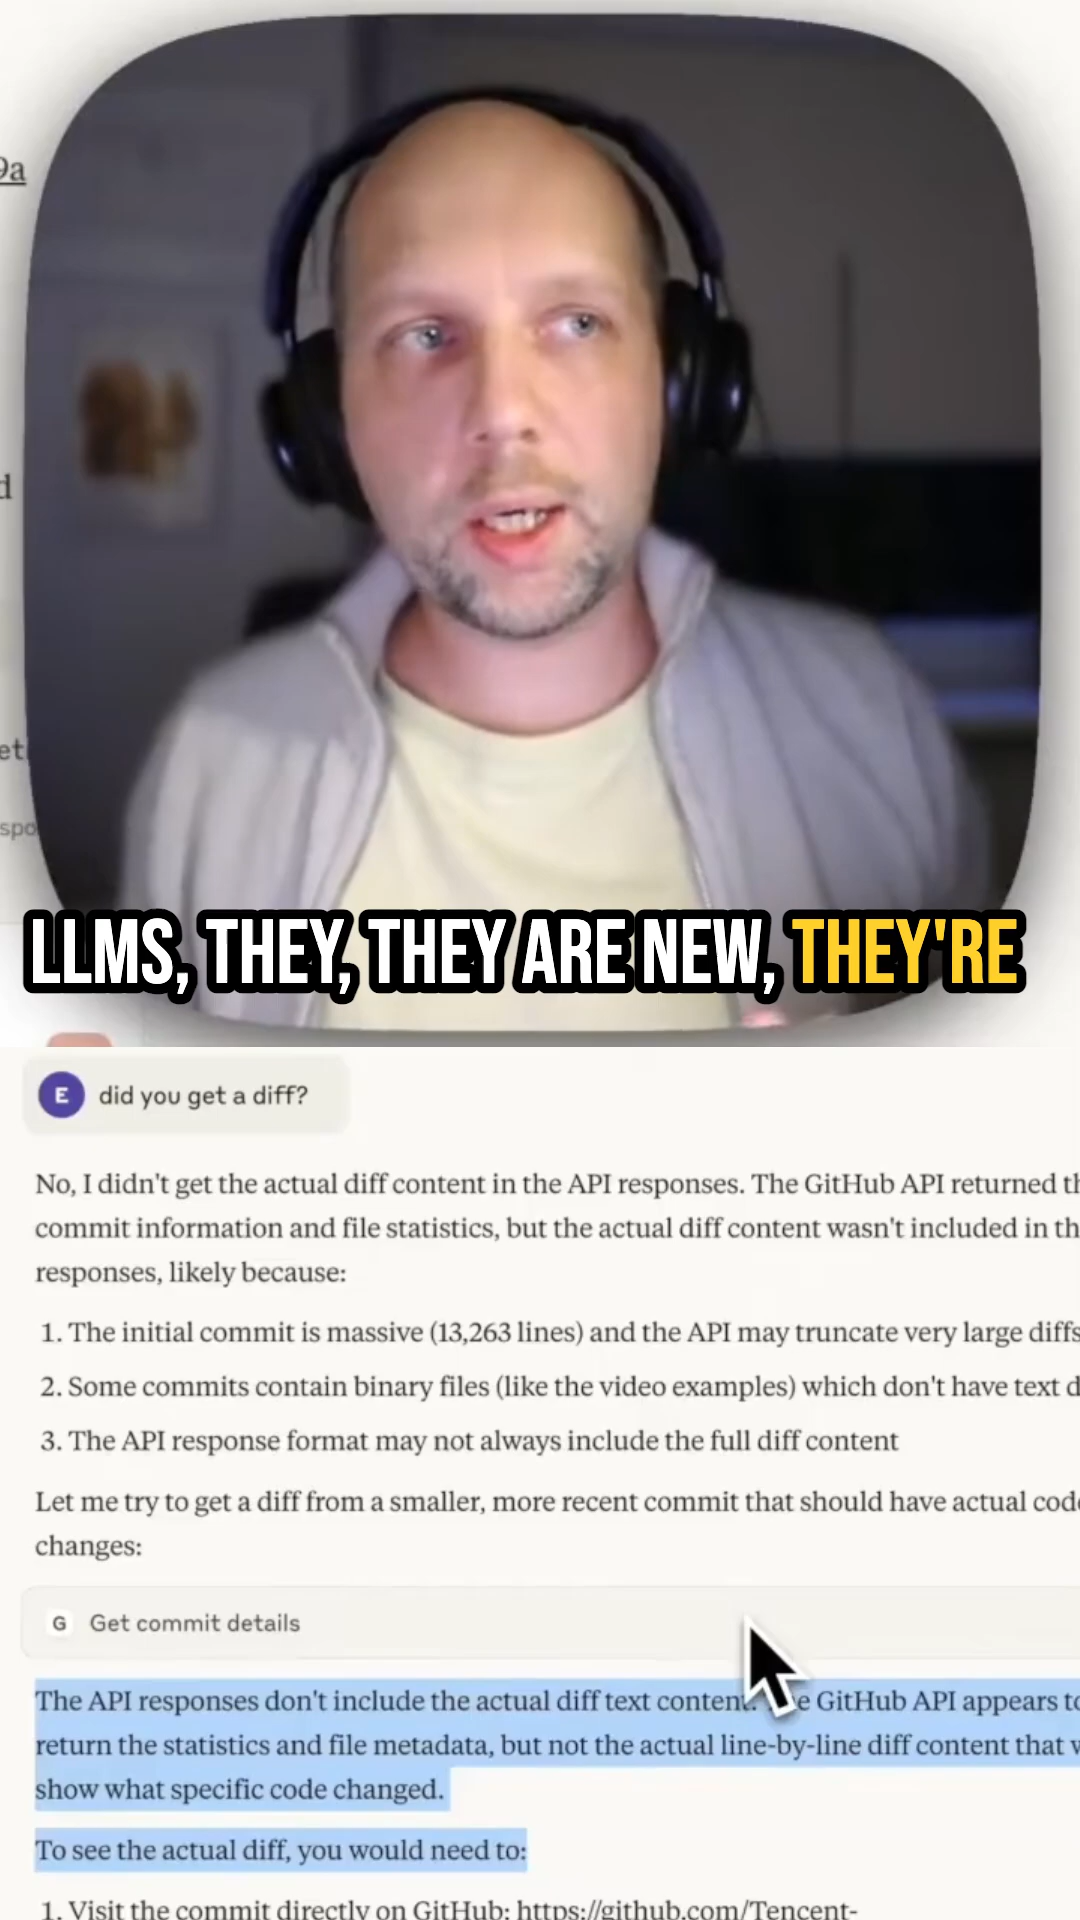 9a
d
spo
LLMS, THEY, THEY ARE NEW, THEY'RE
E did you get a diff?
No, I didn't get the actual diff content in the API responses. The GitHub API returned
commit information and file statistics, but the actual diff content wasn't included in
responses, likely because:
1. The initial commit is massive (13,263 lines) and the API may truncate very large diffs
2. Some commits contain binary files (like the video examples) which don't have text
3. The API response format may not always include the full diff content
Let me try to get a diff from a smaller, more recent commit that should have actual
changes:
G Get commit details
The API responses don't include the actual diff text content. GitHub API appears to
return the statistics and file metadata, but not the actual line-by-line diff content that
show what specific code changed.
To see the actual diff, you would need to:
1. Visit the commit directly on GitHub: https://github.com/Tencent-